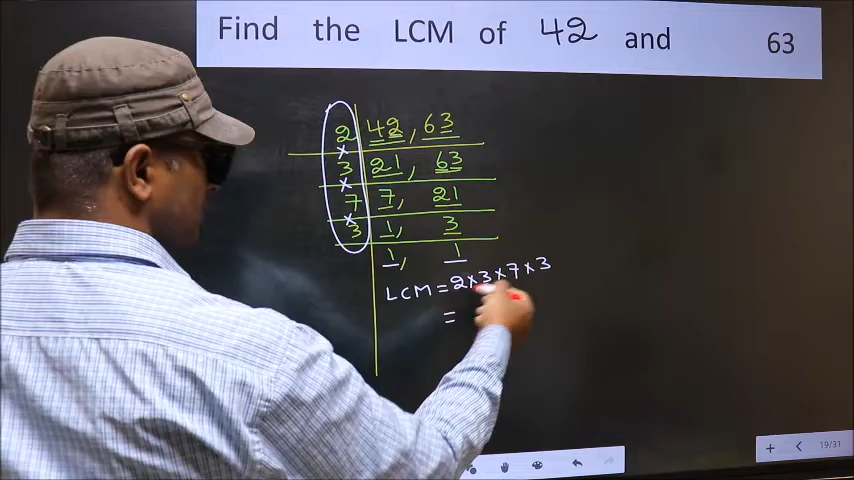 Find the LCM of 42 and 63
2 42, 63
×
3 21, 63
×
7 7, 21
×
3 1, 3
1, 1
LCM = 2×3×7×3
=
+ < 19/31